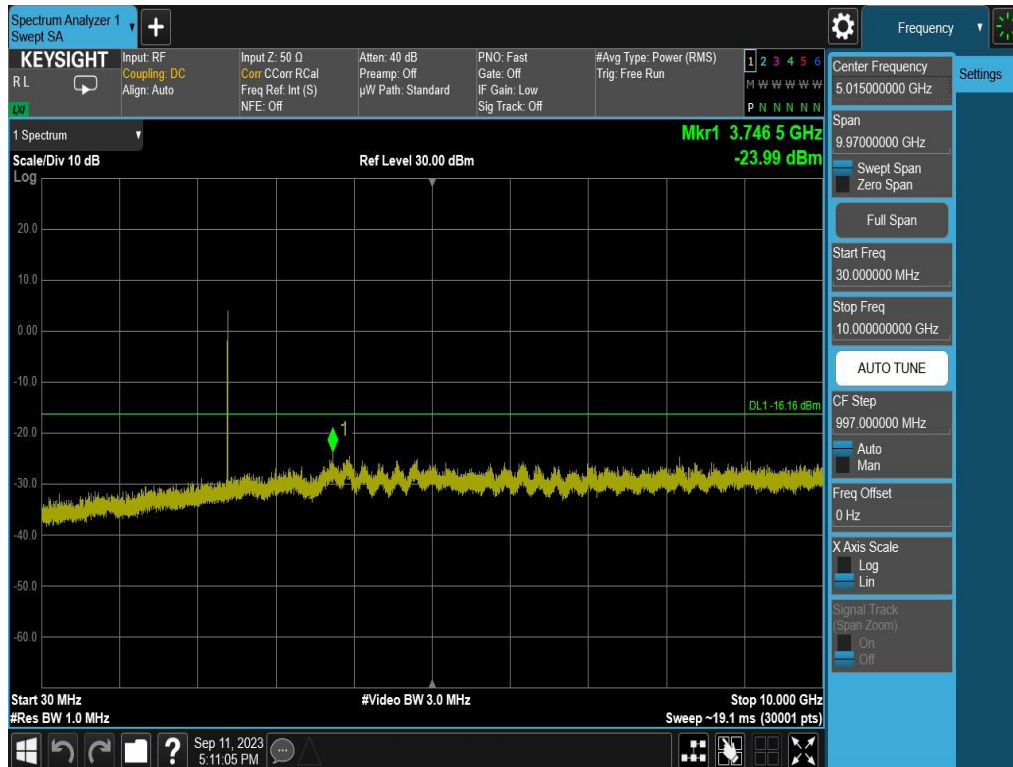 Spectrum Analyzer 1
Swept SA
+
Frequency
KEYSIGHT
R L
LXI
Input: RF
Coupling: DC
Align: Auto
Input Z: 50 Ω
Corr CCorr RCal
Freq Ref: Int (S)
NFE: Off
Atten: 40 dB
Preamp: Off
µW Path: Standard
PNO: Fast
Gate: Off
IF Gain: Low
Sig Track: Off
#Avg Type: Power (RMS)
Trig: Free Run
1 2 3 4 5 6
M W W W W W
P N N N N N
1 Spectrum
Scale/Div 10 dB
Log
Ref Level 30.00 dBm
Mkr1 3.746 5 GHz
-23.99 dBm
20.0
10.0
0.00
-10.0
-20.0
-30.0
-40.0
-50.0
-60.0
DL1 -16.16 dBm
1
Start 30 MHz
#Res BW 1.0 MHz
#Video BW 3.0 MHz
Stop 10.000 GHz
Sweep ~19.1 ms (30001 pts)
Center Frequency
5.015000000 GHz
Settings
Span
9.97000000 GHz
Swept Span
Zero Span
Full Span
Start Freq
30.000000 MHz
Stop Freq
10.000000000 GHz
AUTO TUNE
CF Step
997.000000 MHz
Auto
Man
Freq Offset
0 Hz
X Axis Scale
Log
Lin
Signal Track
(Span Zoom)
On
Off
?
Sep 11, 2023
5:11:05 PM